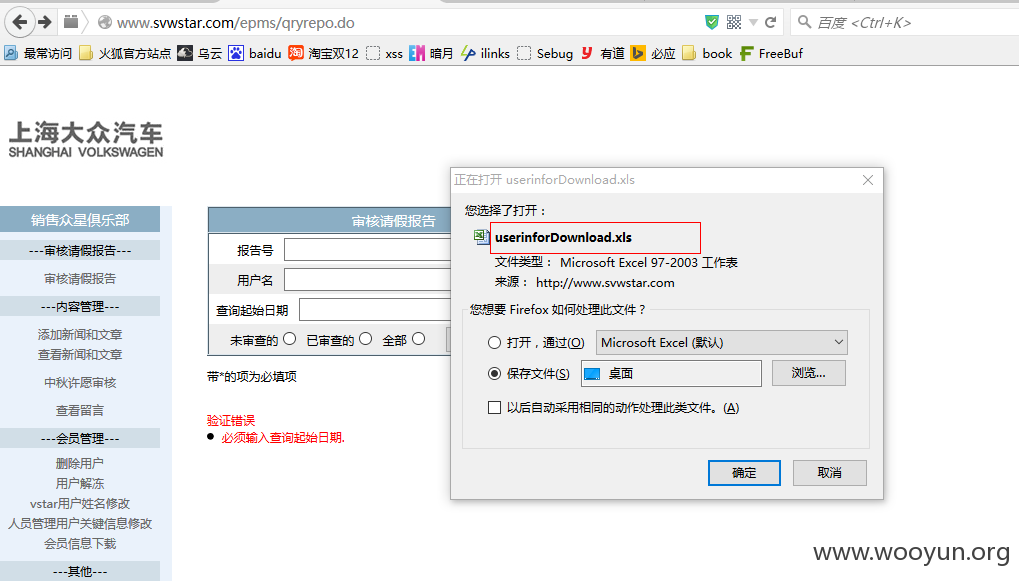 www.svwstar.com/epms/qryrepo.do
百度 <Ctrl+K>
最常访问 火狐官方站点 乌云 baidu 淘宝双12 xss 暗月 ilinks Sebug 有道 必应 book FreeBuf
上海大众汽车
SHANGHAI VOLKSWAGEN
销售众星俱乐部
---审核请假报告---
审核请假报告
---内容管理---
添加新闻和文章
查看新闻和文章
中秋许愿审核
查看留言
---会员管理---
删除用户
用户解冻
vstar用户姓名修改
人员管理用户关键信息修改
会员信息下载
---其他---
审核请假报告
报告号
用户名
查询起始日期
未审查的 已审查的 全部
带*的项为必填项
验证错误
必须输入查询起始日期.
正在打开 userinforDownload.xls
您选择了打开：
userinforDownload.xls
文件类型： Microsoft Excel 97-2003 工作表
来源： http://www.svwstar.com
您想要 Firefox 如何处理此文件？
打开，通过(O) Microsoft Excel (默认)
保存文件(S) 桌面 浏览...
以后自动采用相同的动作处理此类文件。(A)
确定 取消
www.wooyun.org